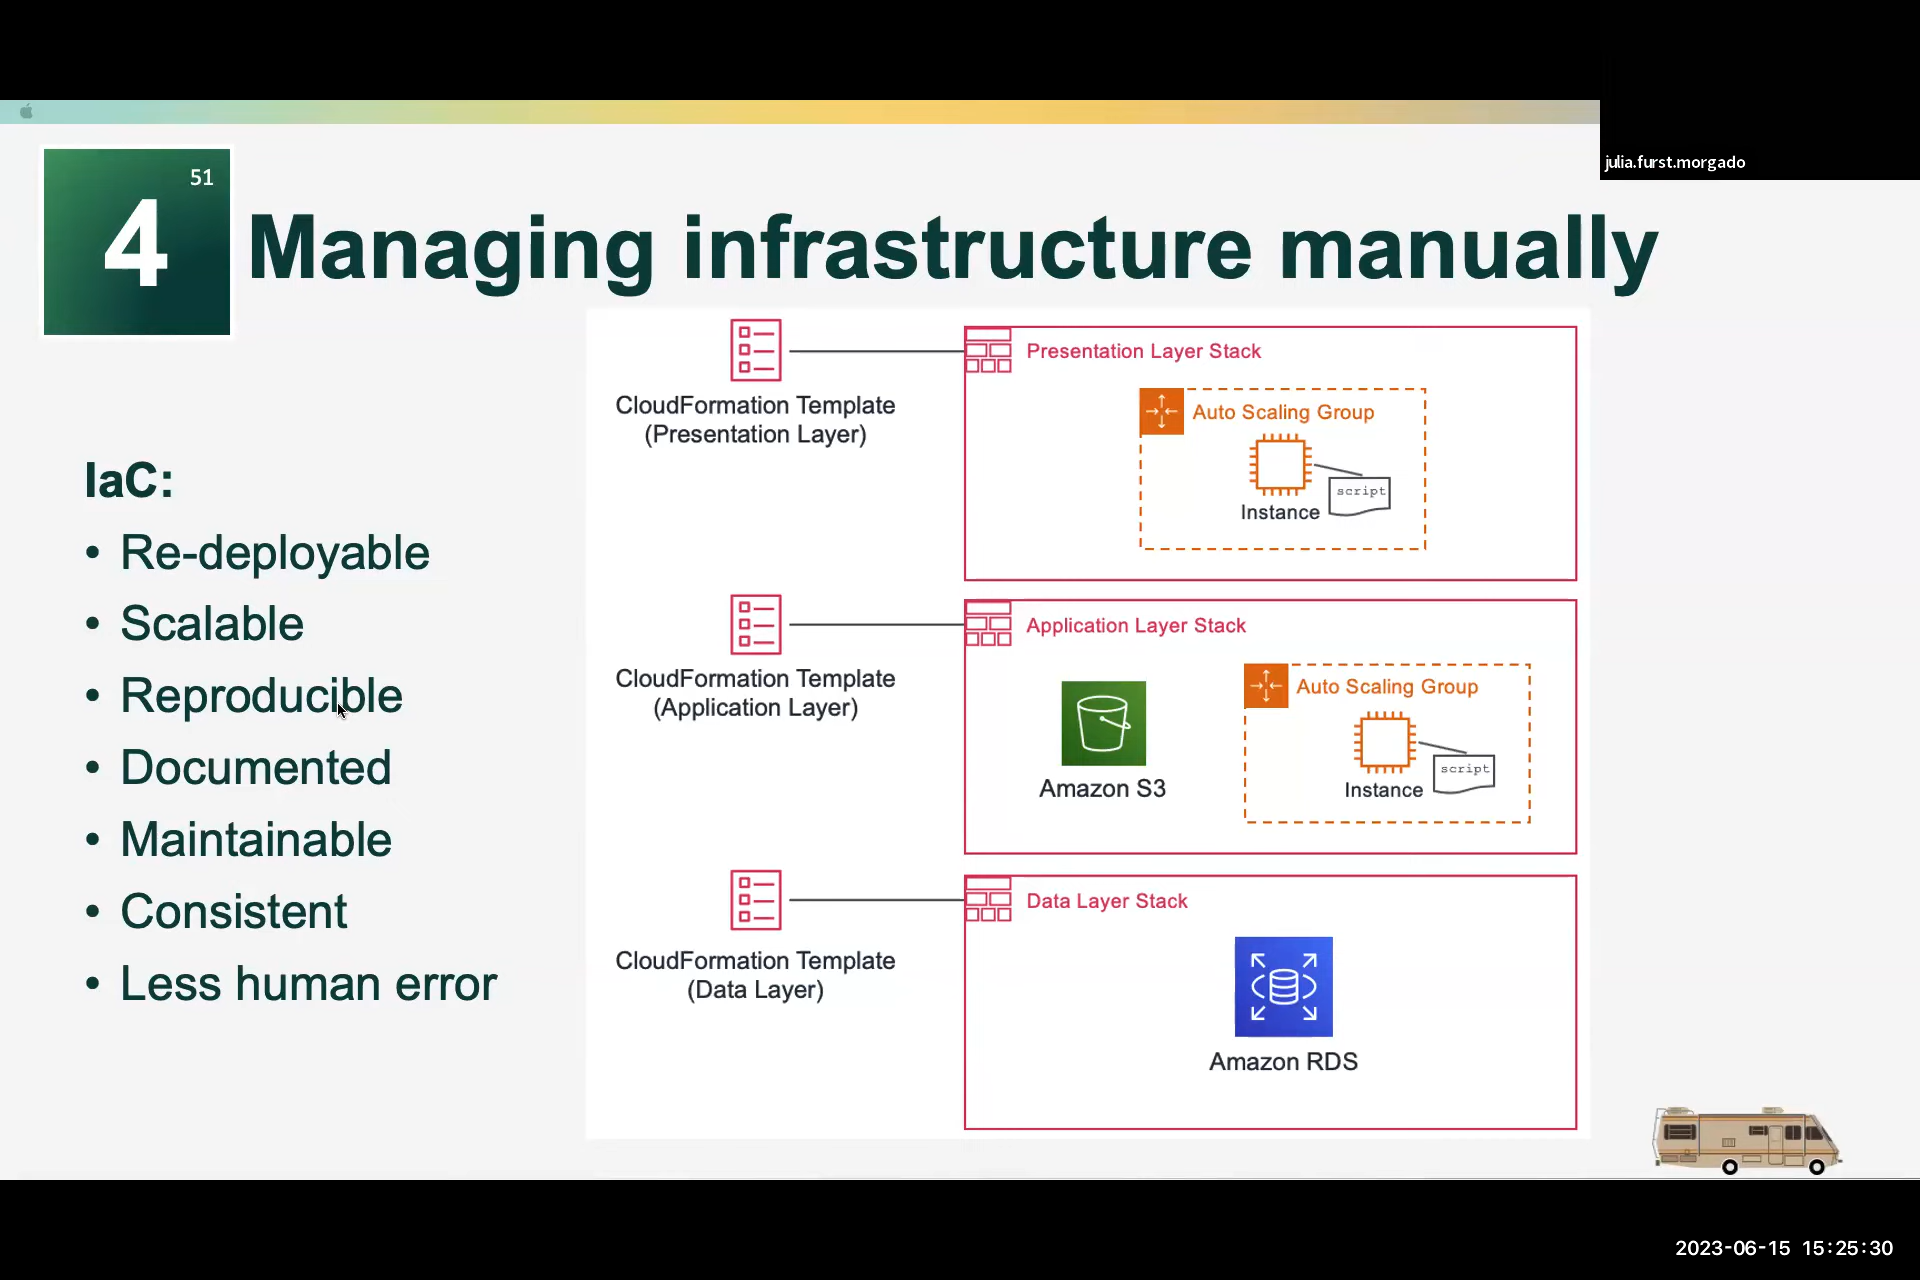 julia.furst.morgado
51
4
Managing infrastructure manually
IaC:
• Re-deployable
• Scalable
• Reproducible
• Documented
• Maintainable
• Consistent
• Less human error
CloudFormation Template
(Presentation Layer)
Presentation Layer Stack
Auto Scaling Group
Instance
script
CloudFormation Template
(Application Layer)
Application Layer Stack
Amazon S3
Auto Scaling Group
Instance
script
CloudFormation Template
(Data Layer)
Data Layer Stack
Amazon RDS
2023-06-15 15:25:30